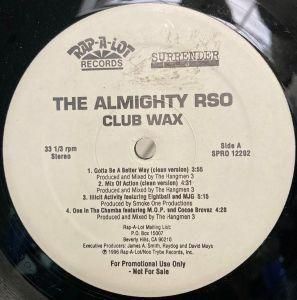 RAP-A-LOT
RECORDS
SURRENDER
THE ALMIGHTY RSO
CLUB WAX
33 1/3 rpm
Stereo
Side A
SPRO 12202
1. Gotta Be A Better Way (clean version) 3:55
Produced and Mixed by The Hangmen 3
2. Mix Of Action (clean version) 4:31
Produced and Mixed by The Hangmen 3
3. Illicit Activity featuring Eightball and MJG 5:15
Produced by Smoke One Productions
4. One In The Chamba featuring M.O.P. and Cocoa Brovaz 4:28
Produced and Mixed by The Hangmen 3
Rap-A-Lot Mailing List:
P.O. Box 15007
Beverly Hills, CA 90210
Executive Producers: James A. Smith, Raydog and David Mays
℗ 1996 Rap-A-Lot/Noo Trybe Records, Inc.
For Promotional Use Only
- Not For Sale